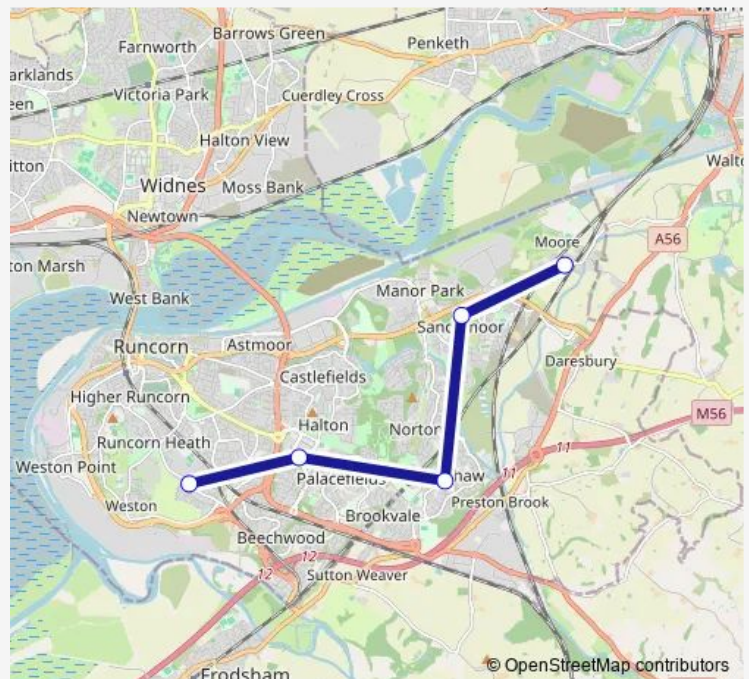 Farnworth
Barrows Green
Penketh
Warr
arklands
Victoria Park
Cuerdley Cross
een
Halton View
itton
Walto
Widnes
Moss Bank
Newtown
A56
Moore
ton Marsh
West Bank
Manor Park
Sandymoor
Runcorn
Astmoor
Daresbury
Castlefields
Higher Runcorn
M56
Halton
Norton
11
Runcorn Heath
Weston Point
11
Palacefields
haw
Weston
Preston Brook
Brookvale
Beechwood
12
12
Sutton Weaver
Frodsham
© OpenStreetMap contributors